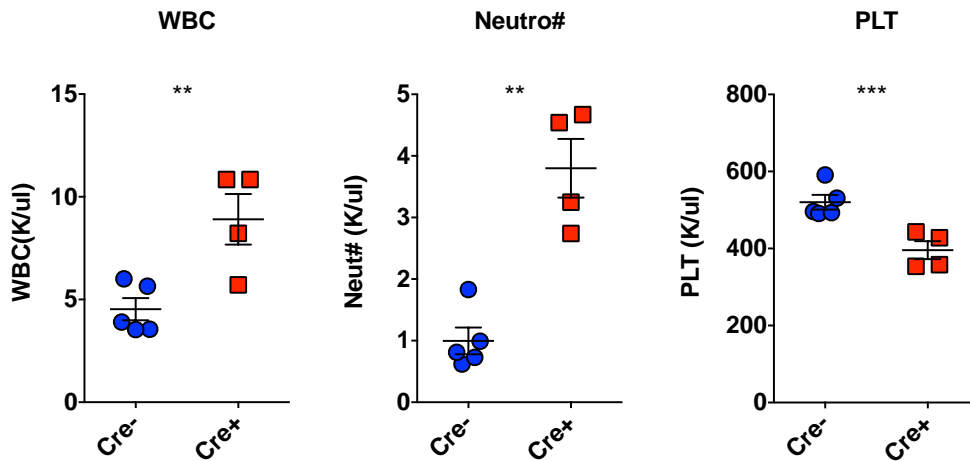 WBC
**
15
10
5
0
WBC(K/ul)
Cre-
Cre+
Neutro#
**
5
4
3
2
1
0
Neut# (K/ul)
Cre-
Cre+
PLT
***
800
600
400
200
0
PLT (K/ul)
Cre-
Cre+